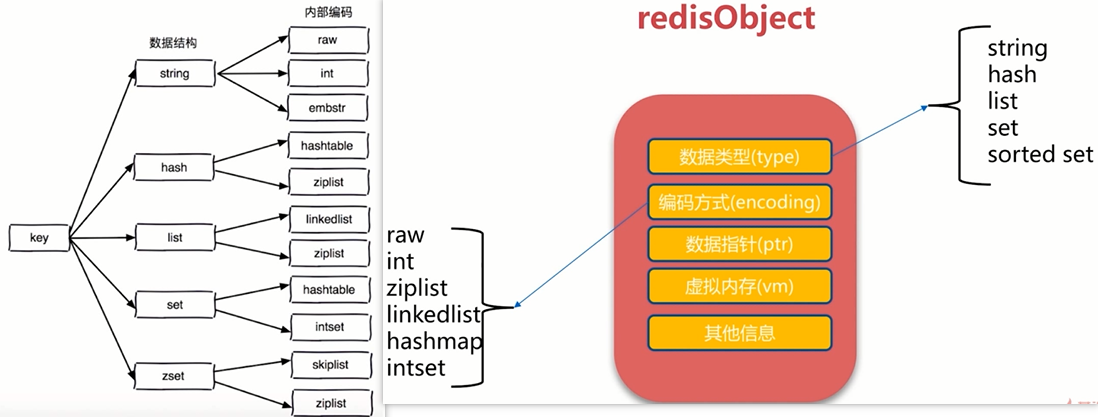 内部编码
数据结构
raw
string
int
embstr
hashtable
hash
ziplist
linkedlist
key
list
ziplist
hashtable
set
intset
skiplist
zset
ziplist
redisObject
string
hash
list
set
sorted set
数据类型(type)
编码方式(encoding)
数据指针(ptr)
虚拟内存(vm)
其他信息
raw
int
ziplist
linkedlist
hashmap
intset